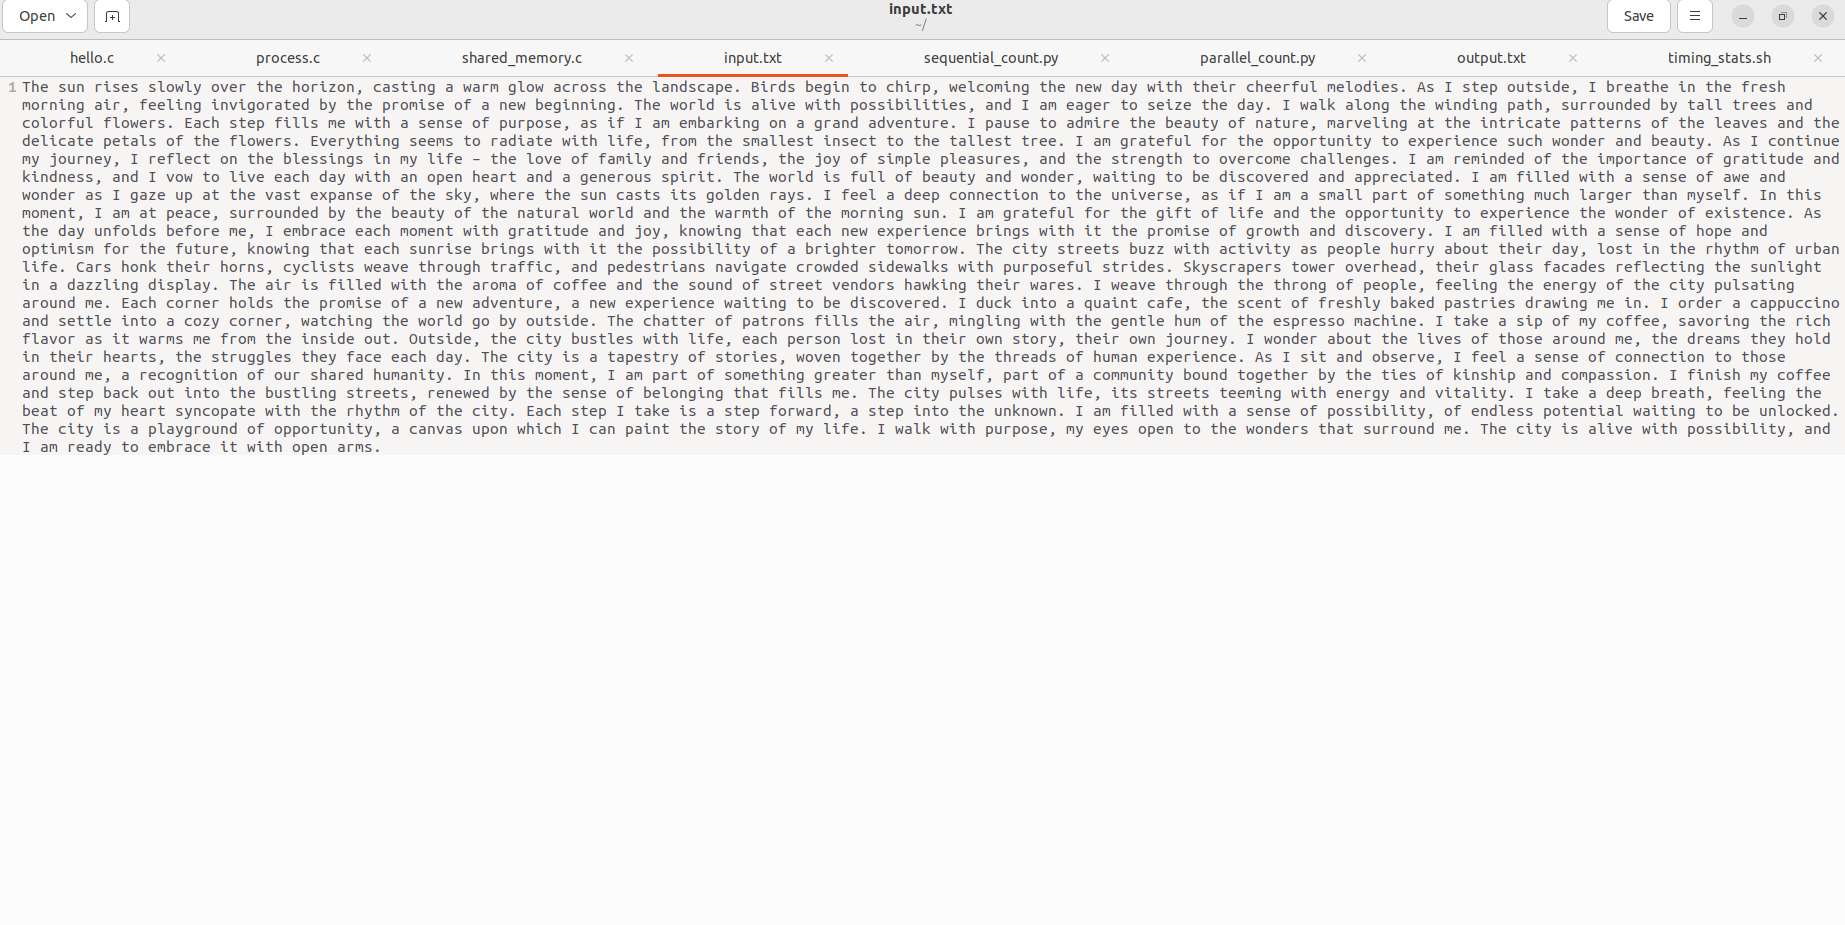 Open
input.txt
~/
Save
hello.c
process.c
shared_memory.c
input.txt
sequential_count.py
parallel_count.py
output.txt
timing_stats.sh
1 The sun rises slowly over the horizon, casting a warm glow across the landscape. Birds begin to chirp, welcoming the new day with their cheerful melodies. As I step outside, I breathe in the fresh
morning air, feeling invigorated by the promise of a new beginning. The world is alive with possibilities, and I am eager to seize the day. I walk along the winding path, surrounded by tall trees and
colorful flowers. Each step fills me with a sense of purpose, as if I am embarking on a grand adventure. I pause to admire the beauty of nature, marveling at the intricate patterns of the leaves and the
delicate petals of the flowers. Everything seems to radiate with life, from the smallest insect to the tallest tree. I am grateful for the opportunity to experience such wonder and beauty. As I continue
my journey, I reflect on the blessings in my life – the love of family and friends, the joy of simple pleasures, and the strength to overcome challenges. I am reminded of the importance of gratitude and
kindness, and I vow to live each day with an open heart and a generous spirit. The world is full of beauty and wonder, waiting to be discovered and appreciated. I am filled with a sense of awe and
wonder as I gaze up at the vast expanse of the sky, where the sun casts its golden rays. I feel a deep connection to the universe, as if I am a small part of something much larger than myself. In this
moment, I am at peace, surrounded by the beauty of the natural world and the warmth of the morning sun. I am grateful for the gift of life and the opportunity to experience the wonder of existence. As
the day unfolds before me, I embrace each moment with gratitude and joy, knowing that each new experience brings with it the promise of growth and discovery. I am filled with a sense of hope and
optimism for the future, knowing that each sunrise brings with it the possibility of a brighter tomorrow. The city streets buzz with activity as people hurry about their day, lost in the rhythm of urban
life. Cars honk their horns, cyclists weave through traffic, and pedestrians navigate crowded sidewalks with purposeful strides. Skyscrapers tower overhead, their glass facades reflecting the sunlight
in a dazzling display. The air is filled with the aroma of coffee and the sound of street vendors hawking their wares. I weave through the throng of people, feeling the energy of the city pulsating
around me. Each corner holds the promise of a new adventure, a new experience waiting to be discovered. I duck into a quaint cafe, the scent of freshly baked pastries drawing me in. I order a cappuccino
and settle into a cozy corner, watching the world go by outside. The chatter of patrons fills the air, mingling with the gentle hum of the espresso machine. I take a sip of my coffee, savoring the rich
flavor as it warms me from the inside out. Outside, the city bustles with life, each person lost in their own story, their own journey. I wonder about the lives of those around me, the dreams they hold
in their hearts, the struggles they face each day. The city is a tapestry of stories, woven together by the threads of human experience. As I sit and observe, I feel a sense of connection to those
around me, a recognition of our shared humanity. In this moment, I am part of something greater than myself, part of a community bound together by the ties of kinship and compassion. I finish my coffee
and step back out into the bustling streets, renewed by the sense of belonging that fills me. The city pulses with life, its streets teeming with energy and vitality. I take a deep breath, feeling the
beat of my heart syncopate with the rhythm of the city. Each step I take is a step forward, a step into the unknown. I am filled with a sense of possibility, of endless potential waiting to be unlocked.
The city is a playground of opportunity, a canvas upon which I can paint the story of my life. I walk with purpose, my eyes open to the wonders that surround me. The city is alive with possibility, and
I am ready to embrace it with open arms.